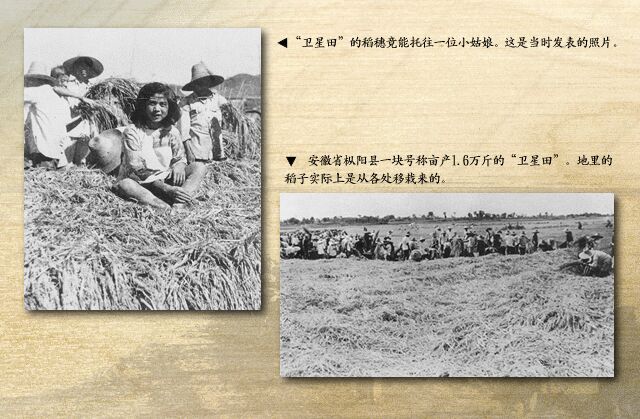 ◀“卫星田”的稻穗竟能托往一位小姑娘。这是当时发表的照片。
▼ 安徽省枞阳县一块号称亩产1.6万斤的“卫星田”。地里的
稻子实际上是从各处移栽来的。